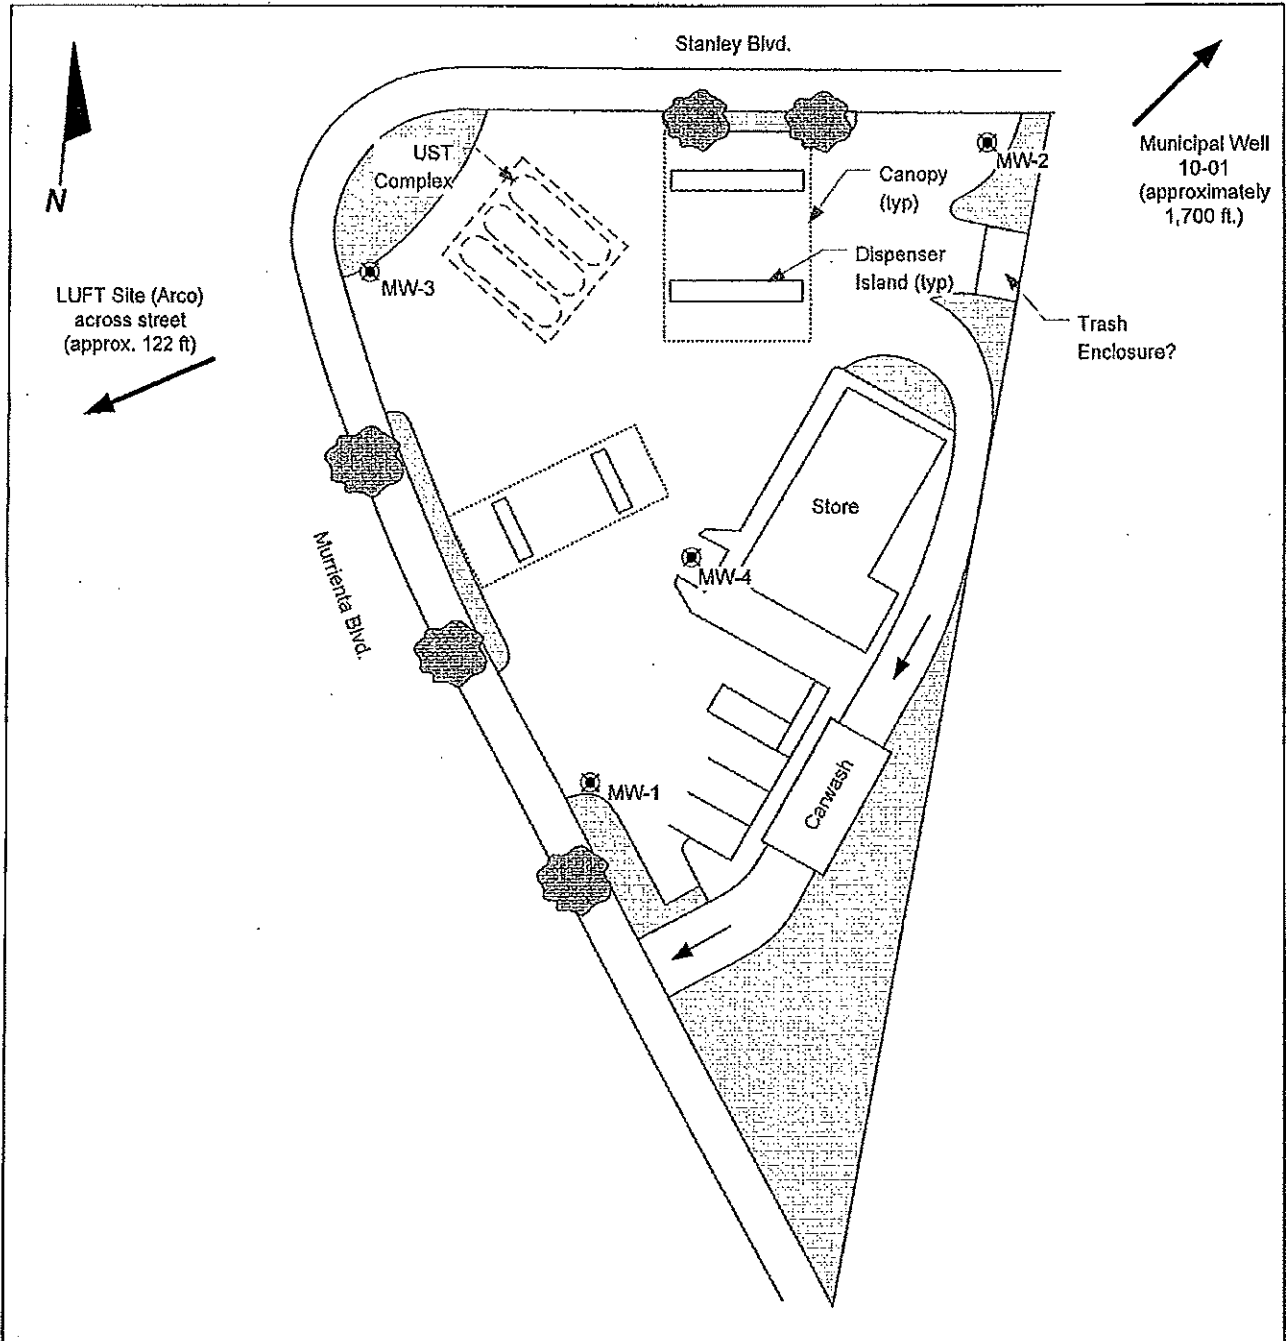 Stanley Blvd.
N
Municipal Well
10-01
(approximately
1,700 ft.)
MW-2
UST
Complex
Canopy
(typ)
Dispenser
Island (typ)
MW-3
LUFT Site (Arco)
across street
(approx. 122 ft)
Trash
Enclosure?
Store
Murrienta Blvd.
MW-4
MW-1
Carwash